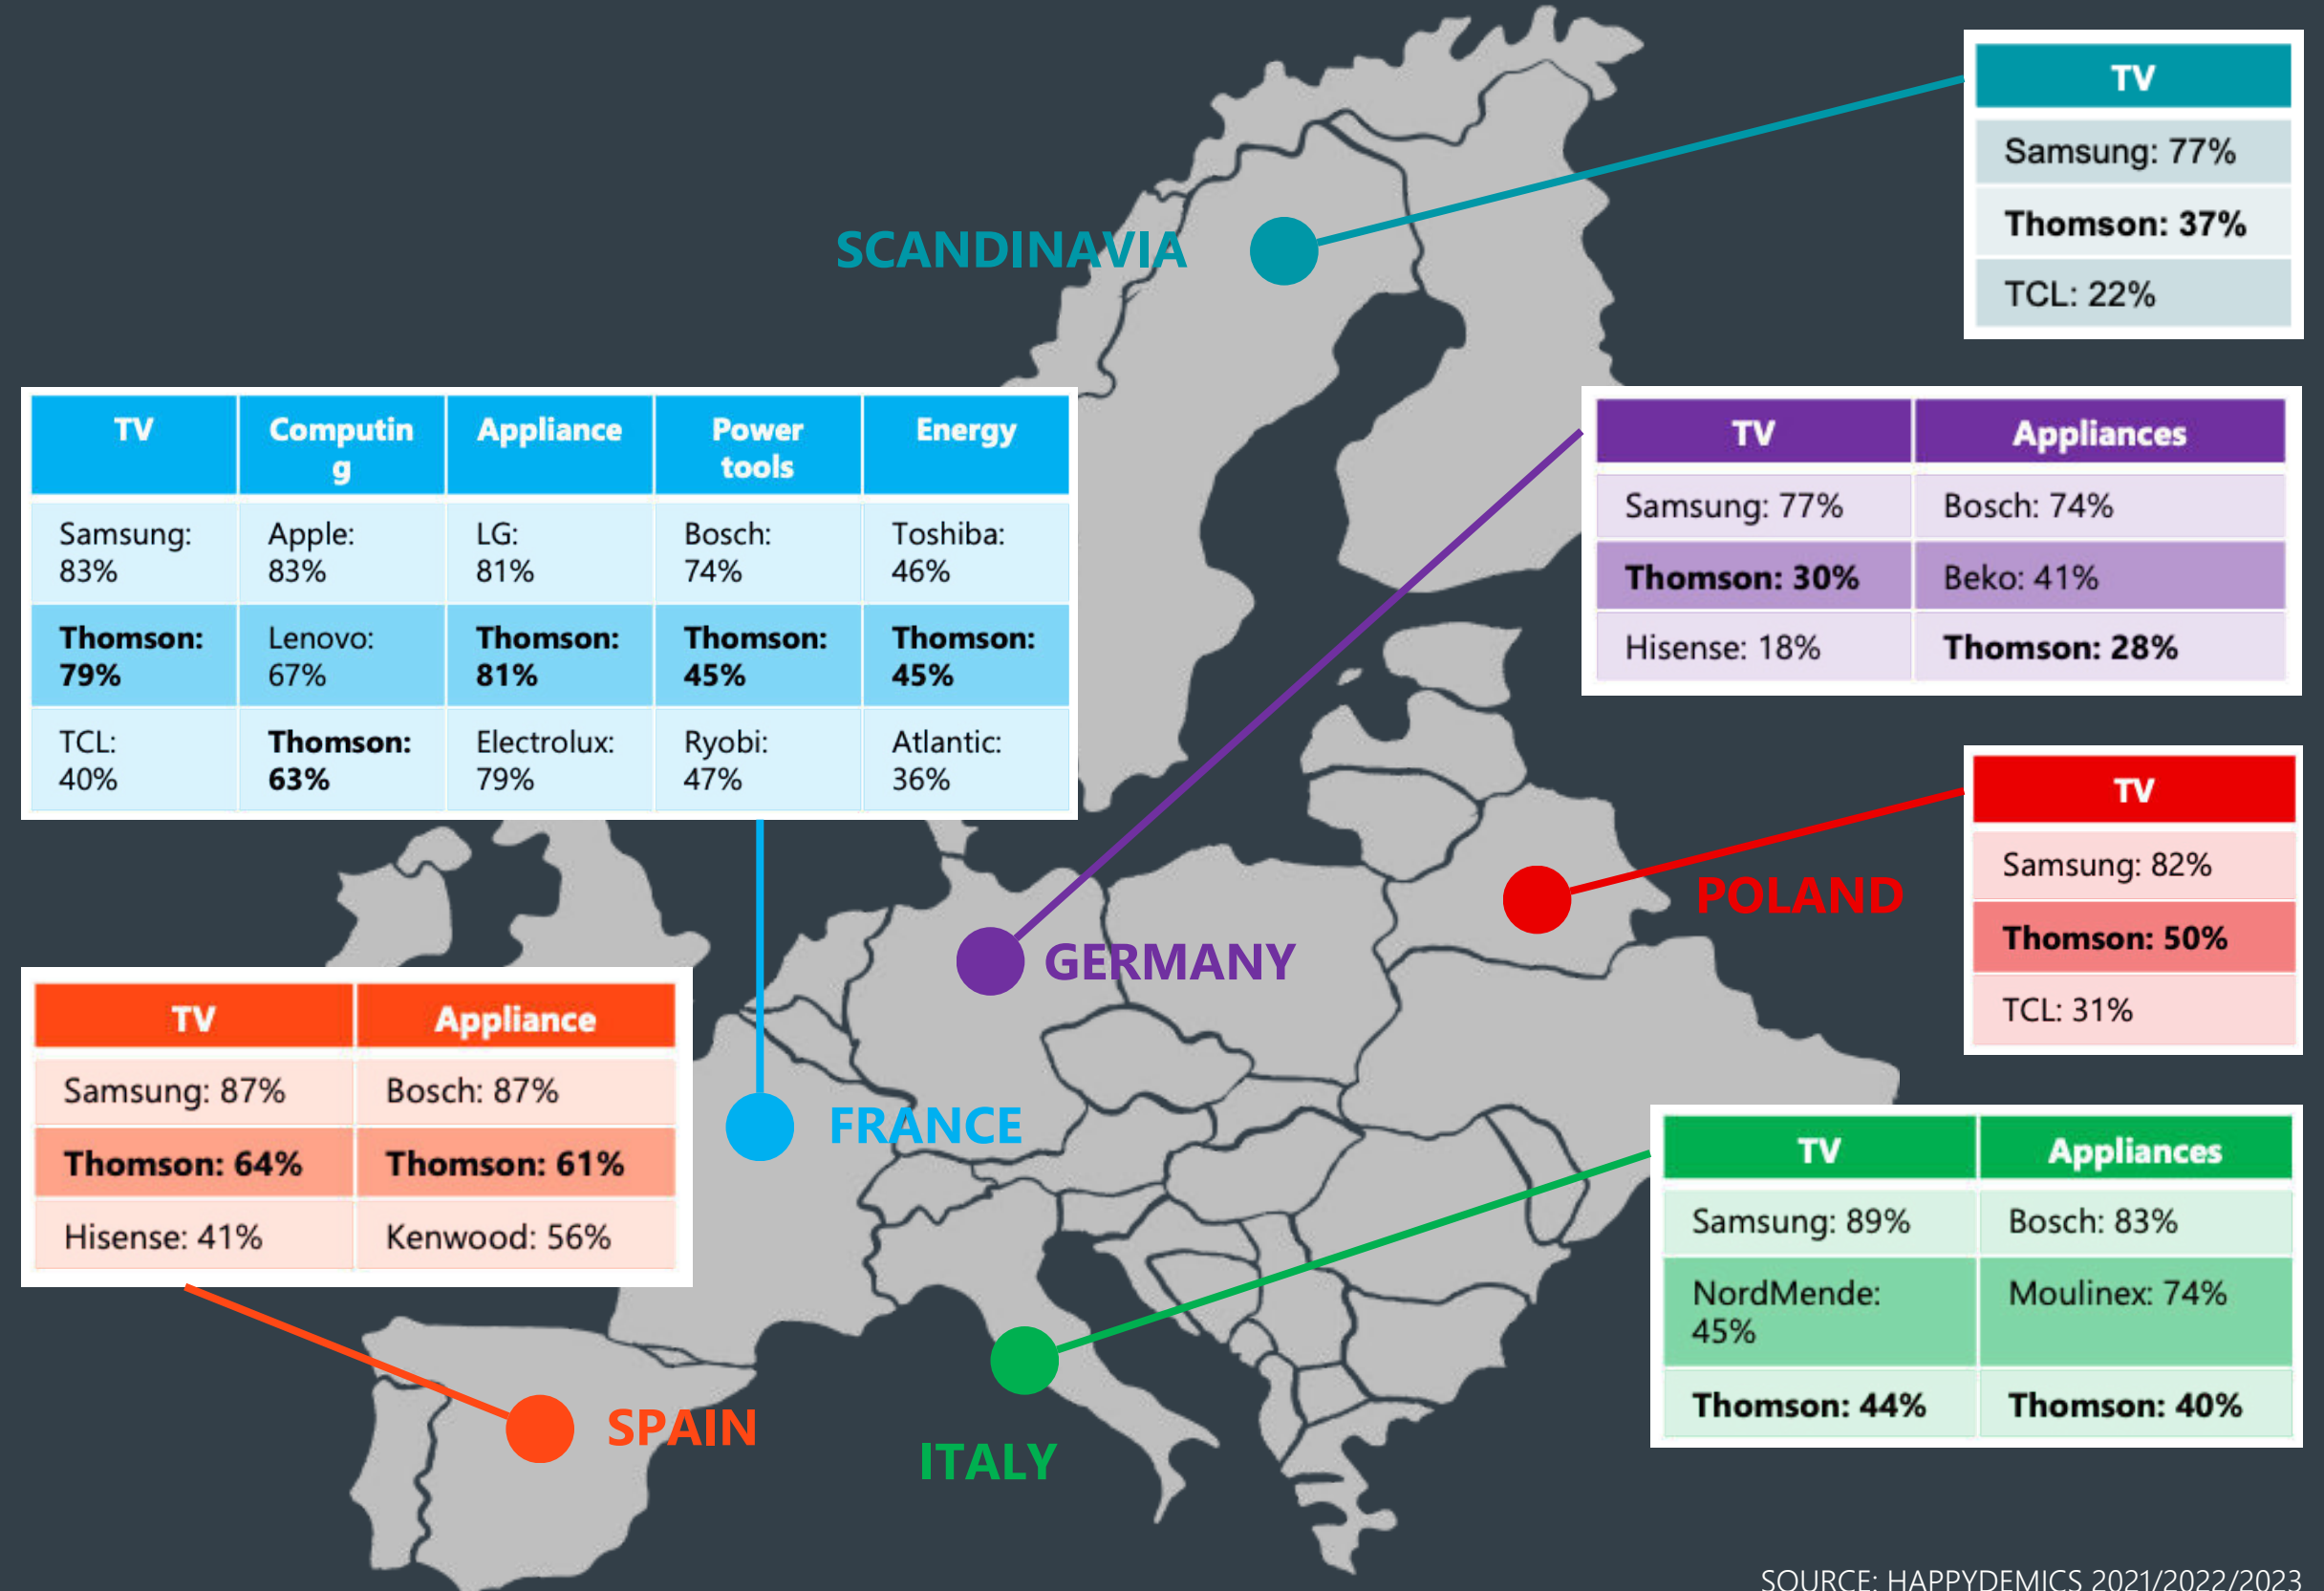 TV
Samsung: 77%
Thomson: 37%
TCL: 22%
SCANDINAVIA
TV
Computin
g
Appliance
Power
tools
Energy
Samsung:
83%
Apple:
83%
LG:
81%
Bosch:
74%
Toshiba:
46%
Thomson:
79%
Lenovo:
67%
Thomson:
81%
Thomson:
45%
Thomson:
45%
TCL:
40%
Thomson:
63%
Electrolux:
79%
Ryobi:
47%
Atlantic:
36%
TV
Appliances
Samsung: 77%
Bosch: 74%
Thomson: 30%
Beko: 41%
Hisense: 18%
Thomson: 28%
TV
Samsung: 82%
Thomson: 50%
TCL: 31%
POLAND
GERMANY
TV
Appliance
Samsung: 87%
Bosch: 87%
Thomson: 64%
Thomson: 61%
Hisense: 41%
Kenwood: 56%
FRANCE
TV
Appliances
Samsung: 89%
Bosch: 83%
NordMende:
45%
Moulinex: 74%
Thomson: 44%
Thomson: 40%
SPAIN
ITALY
SOURCE: HAPPYDEMICS 2021/2022/2023